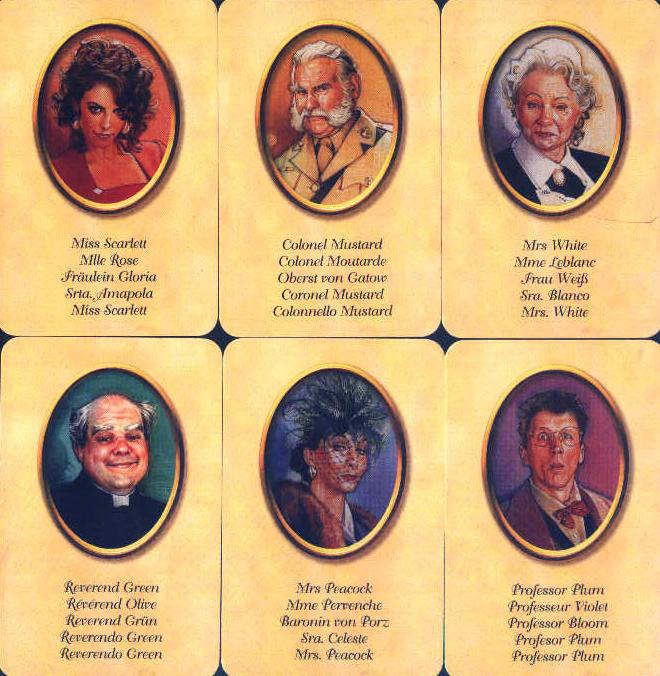 Miss Scarlett
Mlle Rose
Fräulein Gloria
Srta. Amapola
Miss Scarlett
Colonel Mustard
Colonel Moutarde
Oberst von Gatow
Coronel Mustard
Colonnello Mustard
Mrs White
Mme Leblanc
Frau Weiß
Sra. Blanco
Mrs. White
Reverend Green
Révérend Olive
Reverend Grün
Reverendo Green
Reverendo Green
Mrs Peacock
Mme Pervenche
Baronin von Porz
Sra. Celeste
Mrs. Peacock
Professor Plum
Professeur Violet
Professor Bloom
Profesor Plum
Professor Plum